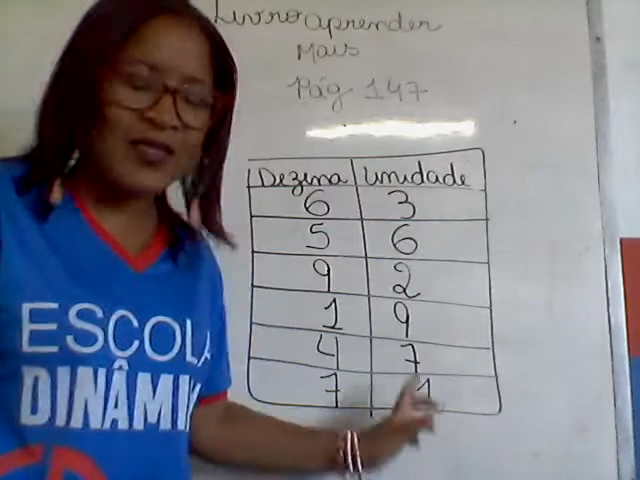 Livro aprender
Mais
Pág 147
Dezena Unidade
6 3
5 6
9 2
1 9
4 7
7 1
ESCOLA